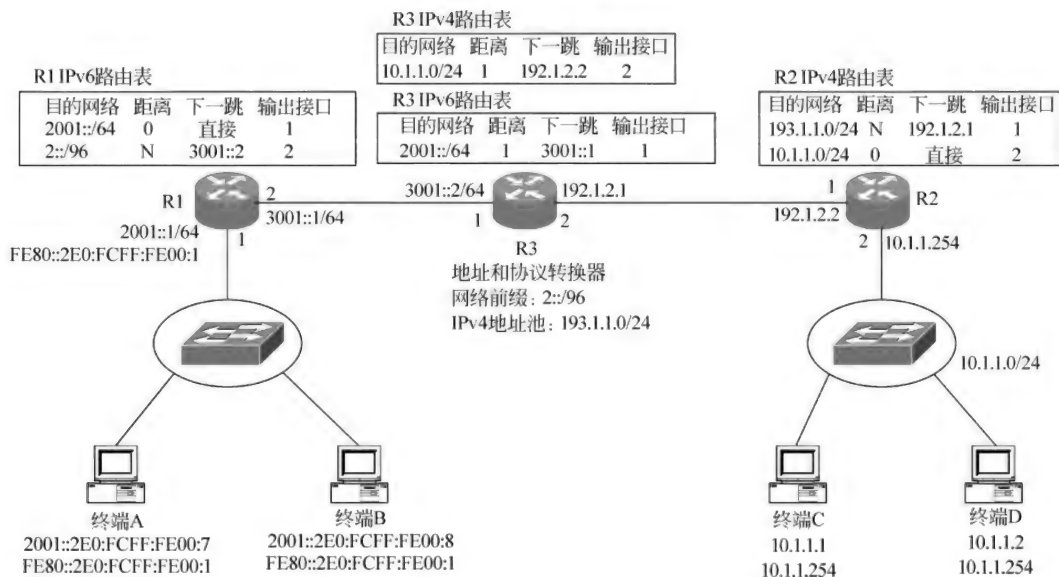 R3 IPv4路由表
目的网络 距离 下一跳 输出接口
10.1.1.0/24 1 192.1.2.2 2
R1 IPv6路由表
目的网络 距离 下一跳 输出接口
2001::/64 0 直接 1
2::/96 N 3001::2 2
R3 IPv6路由表
目的网络 距离 下一跳 输出接口
2001::/64 1 3001::1 1
R2 IPv4路由表
目的网络 距离 下一跳 输出接口
193.1.1.0/24 N 192.1.2.1 1
10.1.1.0/24 0 直接 2
R1
2
3001::1/64
2001::1/64
1
FE80::2E0:FCFF:FE00:1
3001::2/64
192.1.2.1
1
2
R3
地址和协议转换器
网络前缀：2::/96
IPv4地址池：193.1.1.0/24
1
R2
192.1.2.2
2
10.1.1.254
10.1.1.0/24
终端A
2001::2E0:FCFF:FE00:7
FE80::2E0:FCFF:FE00:1
终端B
2001::2E0:FCFF:FE00:8
FE80::2E0:FCFF:FE00:1
终端C
10.1.1.1
10.1.1.254
终端D
10.1.1.2
10.1.1.254